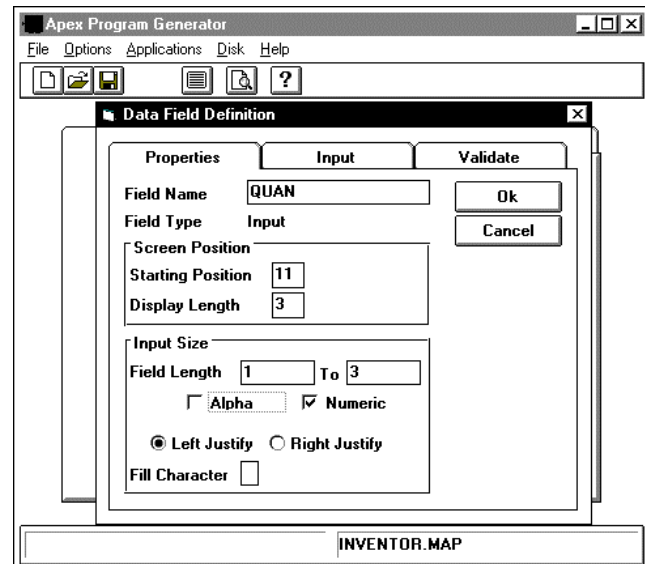 Apex Program Generator
File Options Applications Disk Help
?
Data Field Definition
Properties Input Validate
Field Name QUAN Ok
Field Type Input Cancel
Screen Position
Starting Position 11
Display Length 3
Input Size
Field Length 1 To 3
Alpha Numeric
Left Justify Right Justify
Fill Character
INVENTOR.MAP